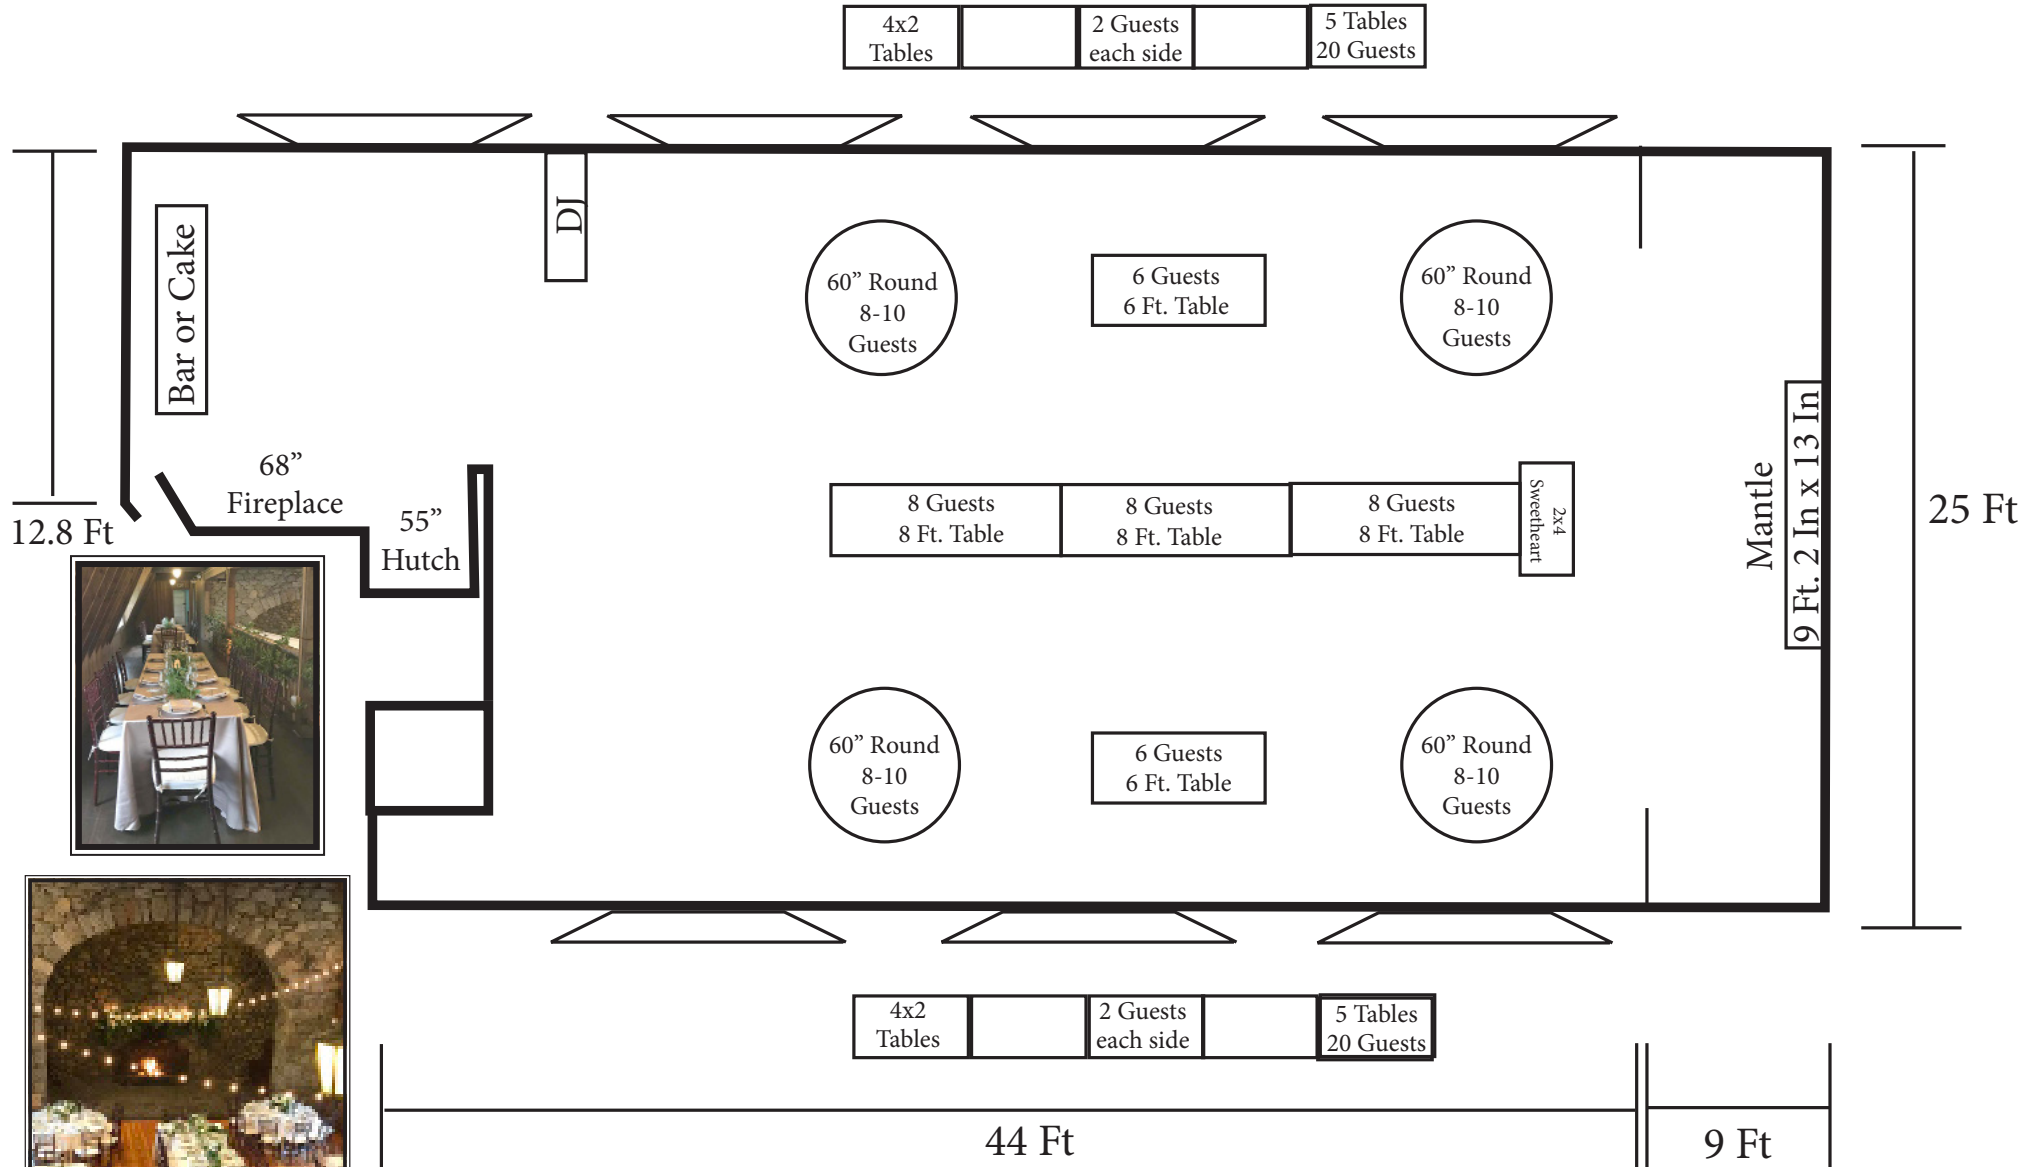 4x2
Tables
2 Guests
each side
5 Tables
20 Guests
Bar or Cake
DJ
60” Round
8-10
Guests
6 Guests
6 Ft. Table
60” Round
8-10
Guests
68”
Fireplace
55”
Hutch
12.8 Ft
8 Guests
8 Ft. Table
8 Guests
8 Ft. Table
8 Guests
8 Ft. Table
2x4
Sweetheart
Mantle
9 Ft. 2 In x 13 In
25 Ft
60” Round
8-10
Guests
6 Guests
6 Ft. Table
60” Round
8-10
Guests
4x2
Tables
2 Guests
each side
5 Tables
20 Guests
44 Ft
9 Ft